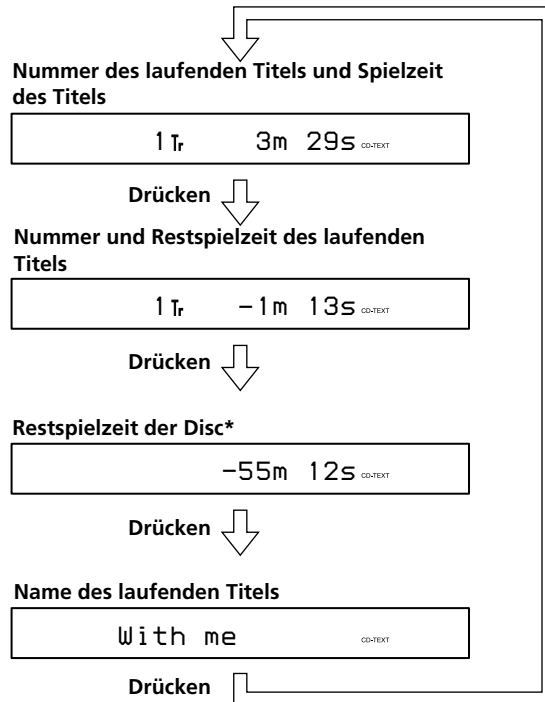 Nummer des laufenden Titels und Spielzeit
des Titels
1 Tr 3m 29s CD-TEXT
Drücken
Nummer und Restspielzeit des laufenden
Titels
1 Tr –1m 13s CD-TEXT
Drücken
Restspielzeit der Disc*
–55m 12s CD-TEXT
Drücken
Name des laufenden Titels
With me CD-TEXT
Drücken